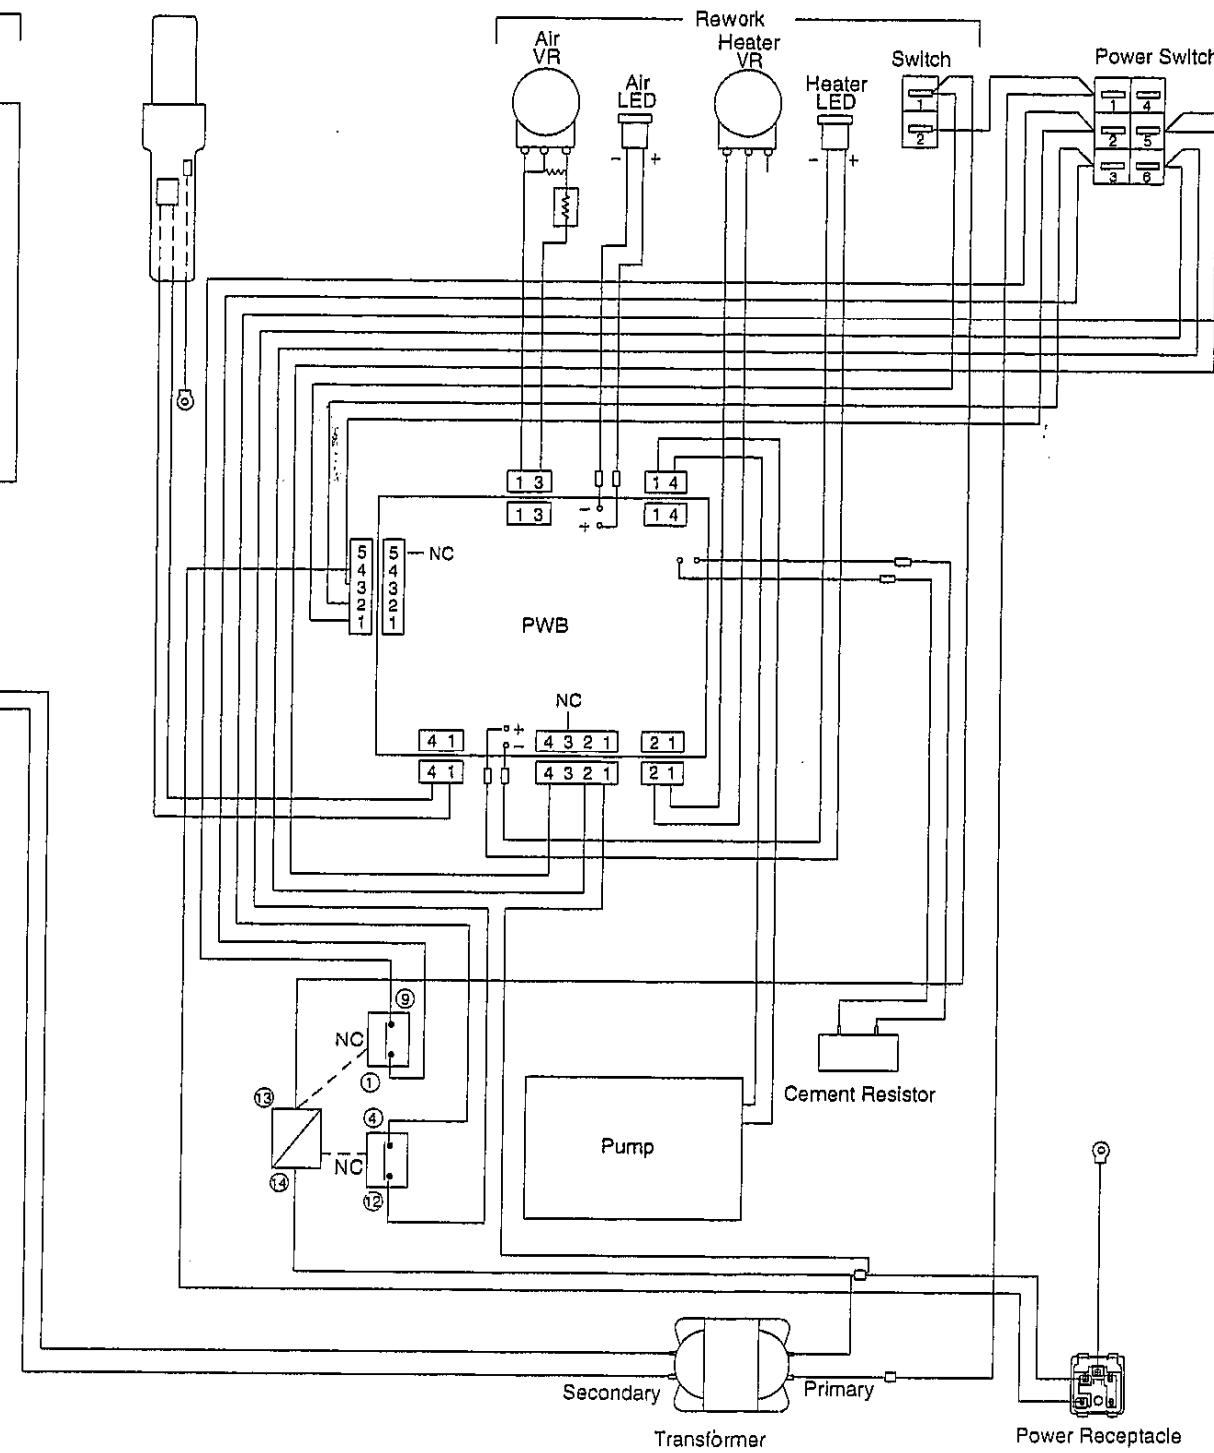 Rework
Air
VR
Air
LED
Heater
VR
Heater
LED
Switch
Power Switch
1
2
1 4
2 5
3 6
- +
- +
1 3
1 4
1 3
-
+
1 4
5
4
3
2
1
5
4
3
2
1
NC
PWB
NC
4 1
+
-
4 3 2 1
2 1
4 1
4 3 2 1
2 1
9
NC
1
13
4
NC
14
12
Cement Resistor
Pump
Secondary
Primary
Transformer
Power Receptacle